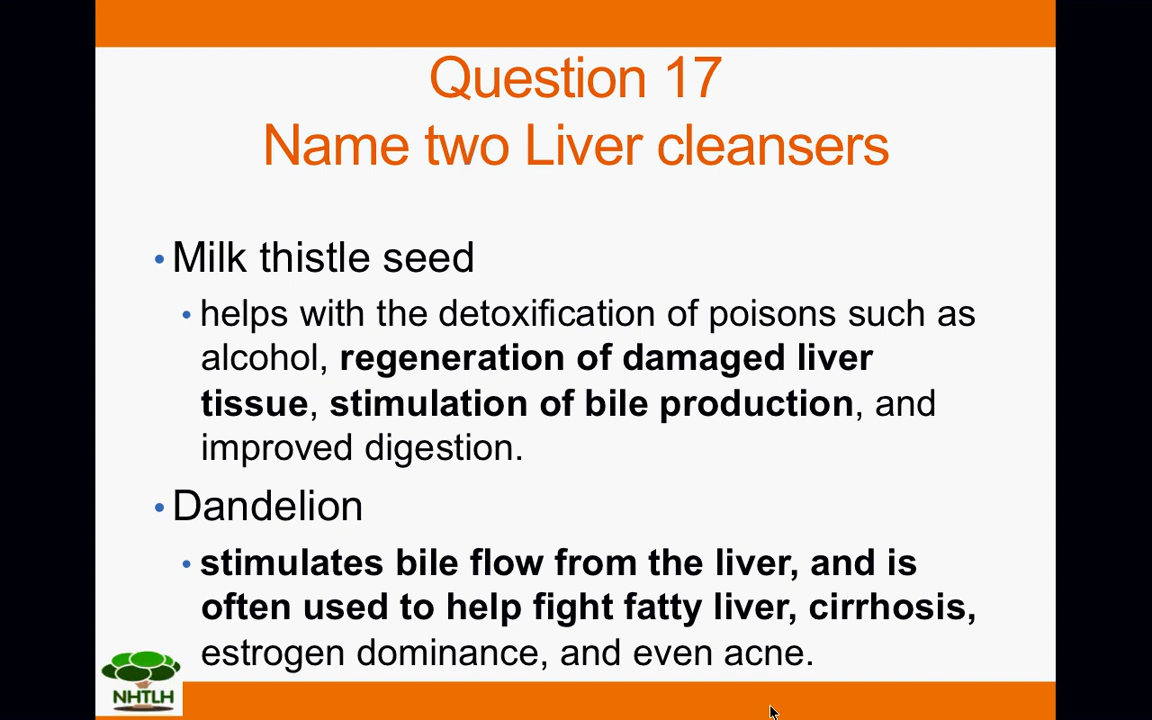 Question 17
Name two Liver cleansers
• Milk thistle seed
• helps with the detoxification of poisons such as
alcohol, regeneration of damaged liver
tissue, stimulation of bile production, and
improved digestion.
• Dandelion
• stimulates bile flow from the liver, and is
often used to help fight fatty liver, cirrhosis,
estrogen dominance, and even acne.
NHTLH